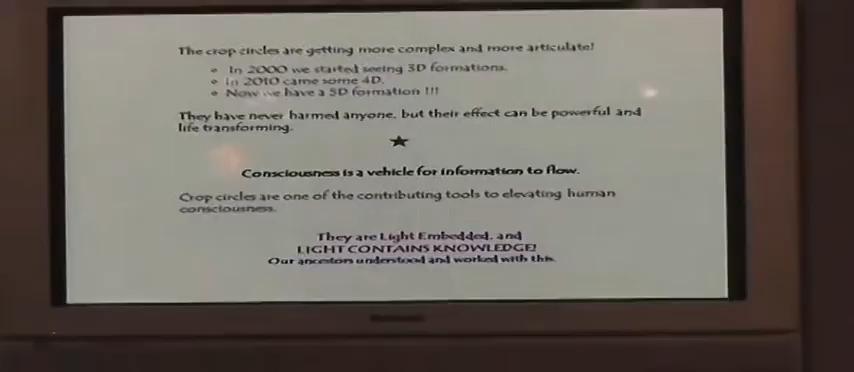 The crop circles are getting more complex and more articulate!
In 2000 we started seeing 3D formations.
In 2010 came some 4D.
Now we have a 5D formation !!!
They have never harmed anyone, but their effect can be powerful and
life transforming.
Consciousness is a vehicle for information to flow.
Crop circles are one of the contributing tools to elevating human
consciousness.
They are Light Embedded, and
LIGHT CONTAINS KNOWLEDGE!
Our ancestors understood and worked with this.